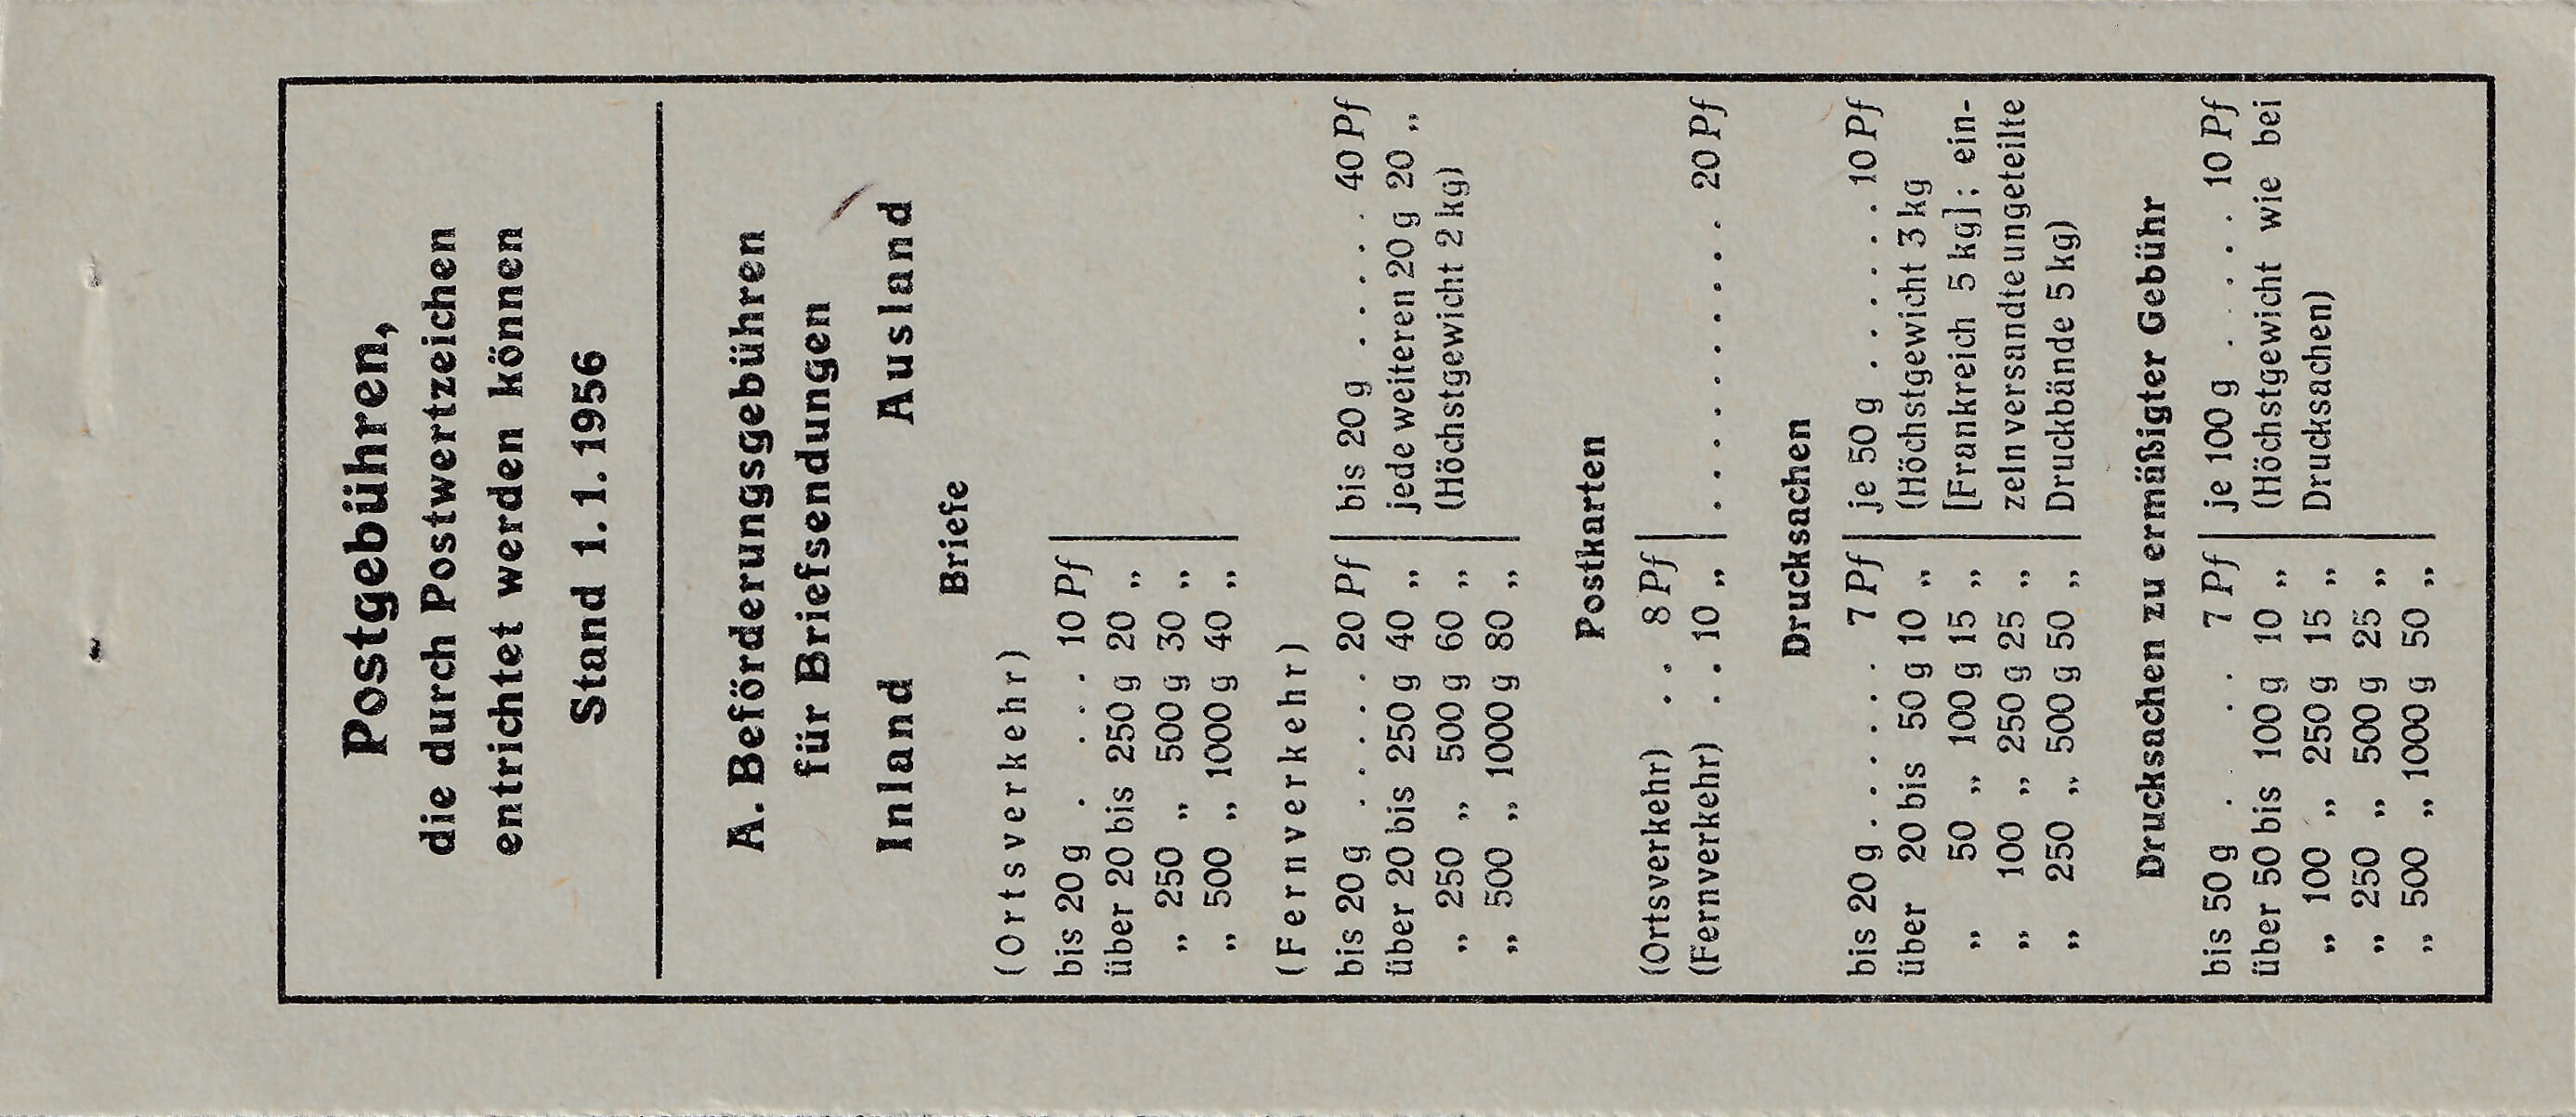 Postgebühren,
die durch Postwertzeichen
entrichtet werden können
Stand 1.1.1956
A. Beförderungsgebühren
für Briefsendungen
Inland Ausland
Briefe
(Ortsverkehr)
bis 20 g . . . . 10 Pf
über 20 bis 250 g 20 „
„ 250 „ 500 g 30 „
„ 500 „ 1000 g 40 „
(Fernverkehr)
bis 20 g . . . . . 20 Pf | bis 20 g . . . . . 40 Pf
über 20 bis 250 g 40 „ | jede weiteren 20 g 20 „
„ 250 „ 500 g 60 „ | (Höchstgewicht 2 kg)
„ 500 „ 1000 g 80 „
Postkarten
(Ortsverkehr) . . 8 Pf
(Fernverkehr) . . 10 „ | . . . . . . . . . . 20 Pf
Drucksachen
bis 20 g . . . . . . 7 Pf | je 50 g . . . . . . 10 Pf
über 20 bis 50 g 10 „ | (Höchstgewicht 3 kg
„ 50 „ 100 g 15 „ | [Frankreich 5 kg]; ein-
„ 100 „ 250 g 25 „ | zeln versandte ungeteilte
„ 250 „ 500 g 50 „ | Druckbände 5 kg)
Drucksachen zu ermäßigter Gebühr
bis 50 g . . . . 7 Pf | je 100 g . . . . . 10 Pf
über 50 bis 100 g 10 „ | (Höchstgewicht wie bei
„ 100 „ 250 g 15 „ | Drucksachen)
„ 250 „ 500 g 25 „
„ 500 „ 1000 g 50 „